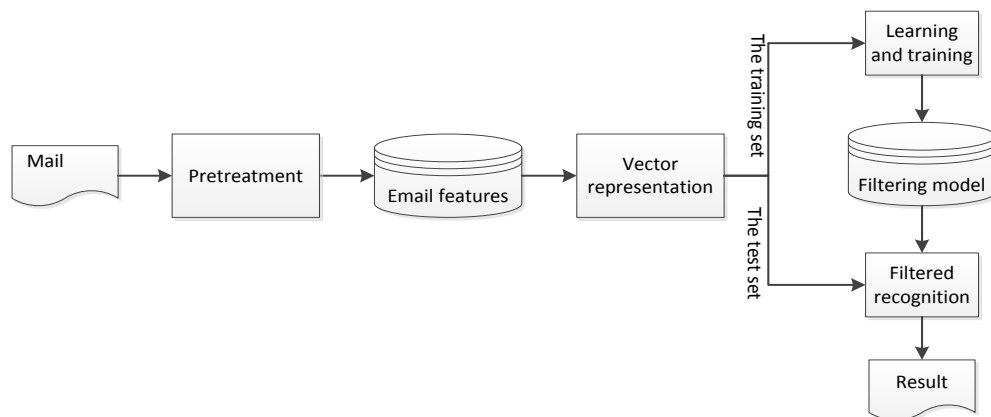 Mail
Pretreatment
Email features
Vector
representation
The training set
The test set
Learning
and training
Filtering model
Filtered
recognition
Result